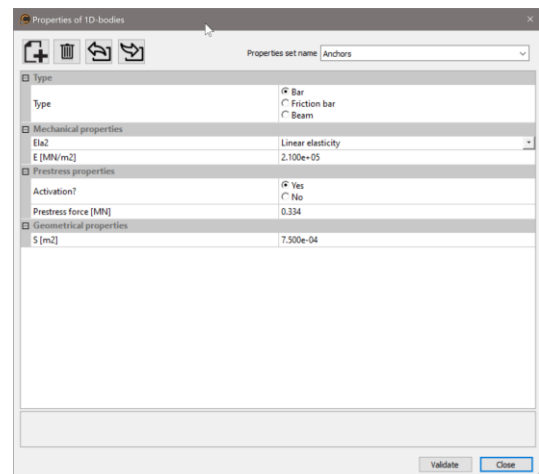 Properties of 1D-bodies
Properties set name Anchors
Type
Type
Bar
Friction bar
Beam
Mechanical properties
Ela2 Linear elasticity
E [MN/m2] 2.100e+05
Prestress properties
Activation?
Yes
No
Prestress force [MN] 0.334
Geometrical properties
S [m2] 7.500e-04
Validate Close